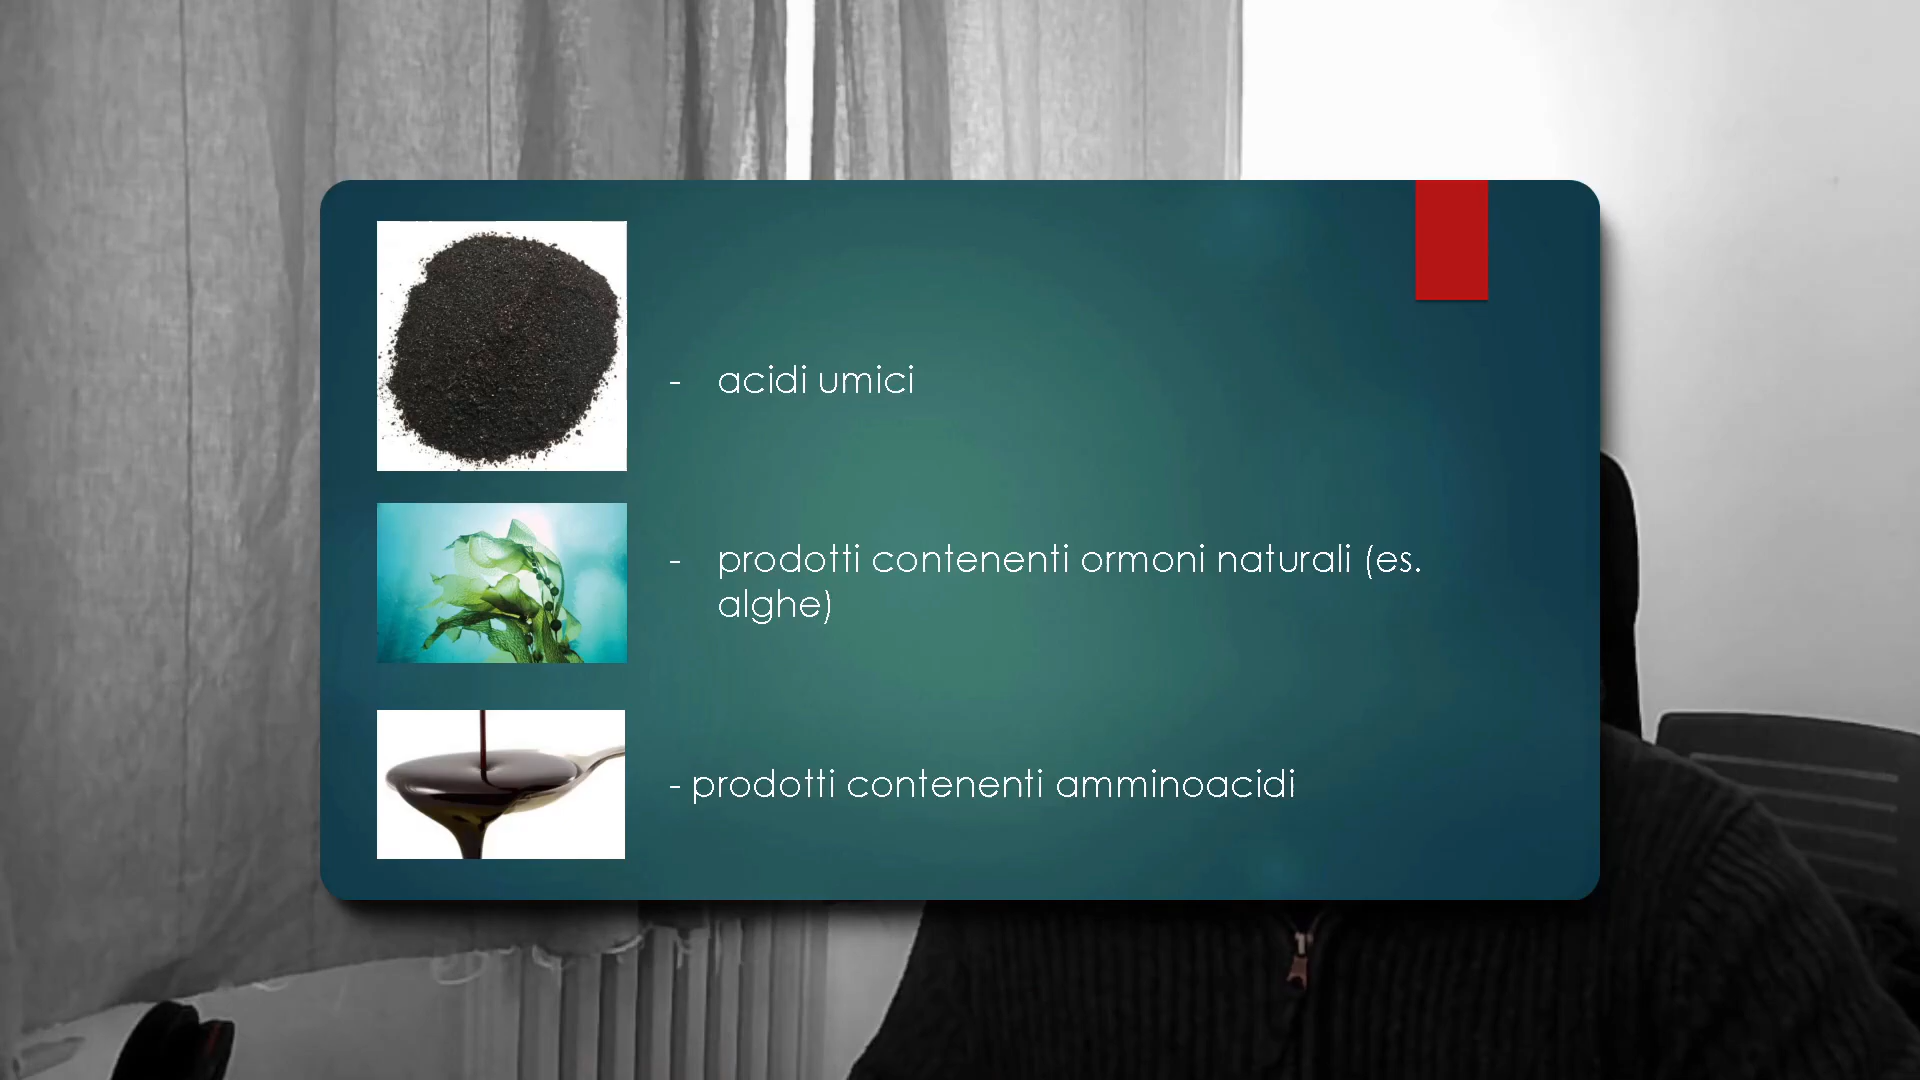 - acidi umici
- prodotti contenenti ormoni naturali (es.
alghe)
- prodotti contenenti amminoacidi